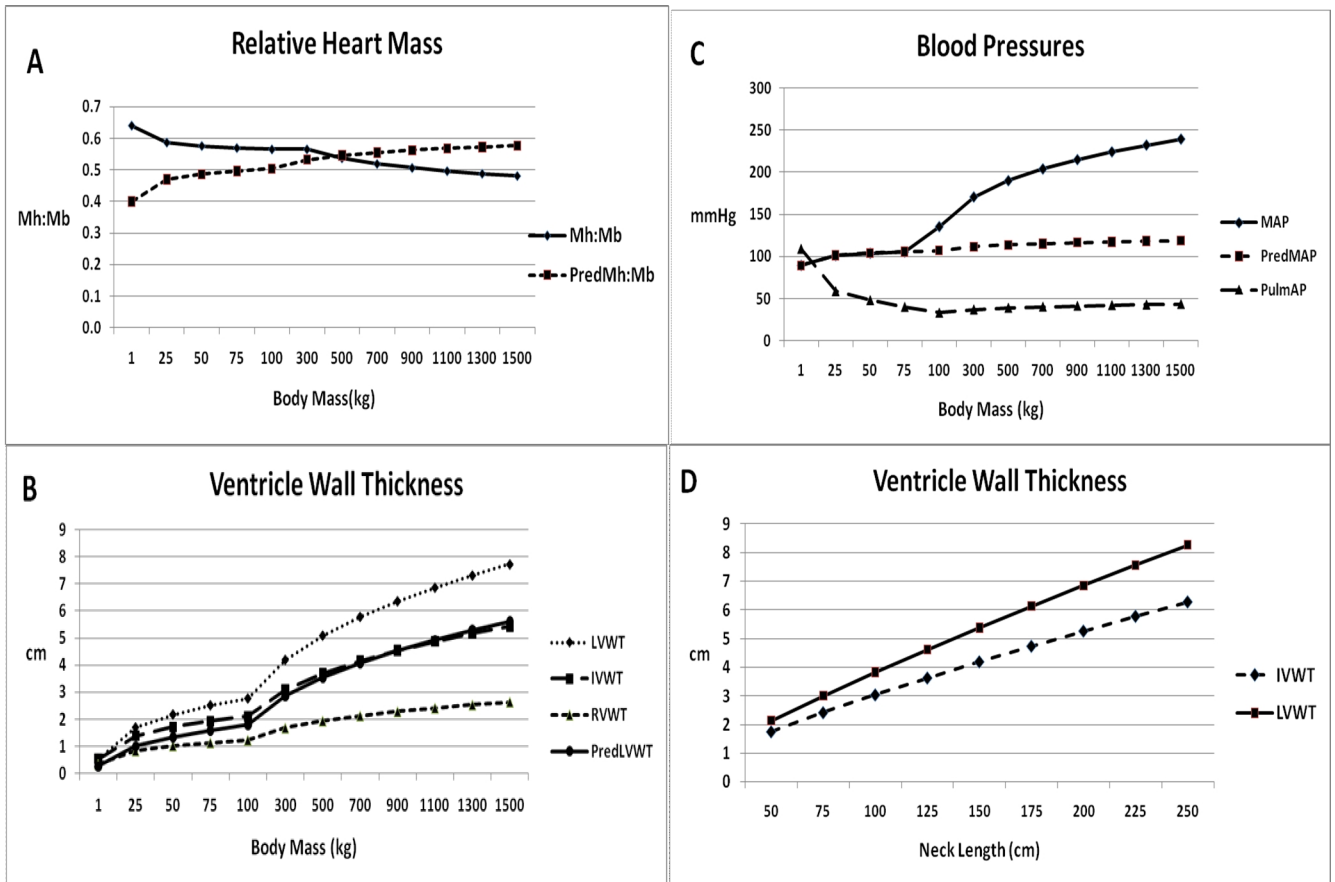 A
Relative Heart Mass
0.7
0.6
0.5
0.4
0.3
0.2
0.1
0.0
Mh:Mb
1 25 50 75 100 300 500 700 900 1100 1300 1500
Body Mass(kg)
Mh:Mb
PredMh:Mb
C
Blood Pressures
300
250
200
150
100
50
0
mmHg
1 25 50 75 100 300 500 700 900 1100 1300 1500
Body Mass (kg)
MAP
PredMAP
PulmAP
B
Ventricle Wall Thickness
9
8
7
6
5
4
3
2
1
0
cm
1 25 50 75 100 300 500 700 900 1100 1300 1500
Body Mass (kg)
LVWT
IVWT
RVWT
PredLVWT
D
Ventricle Wall Thickness
9
8
7
6
5
4
3
2
1
0
cm
50 75 100 125 150 175 200 225 250
Neck Length (cm)
IVWT
LVWT